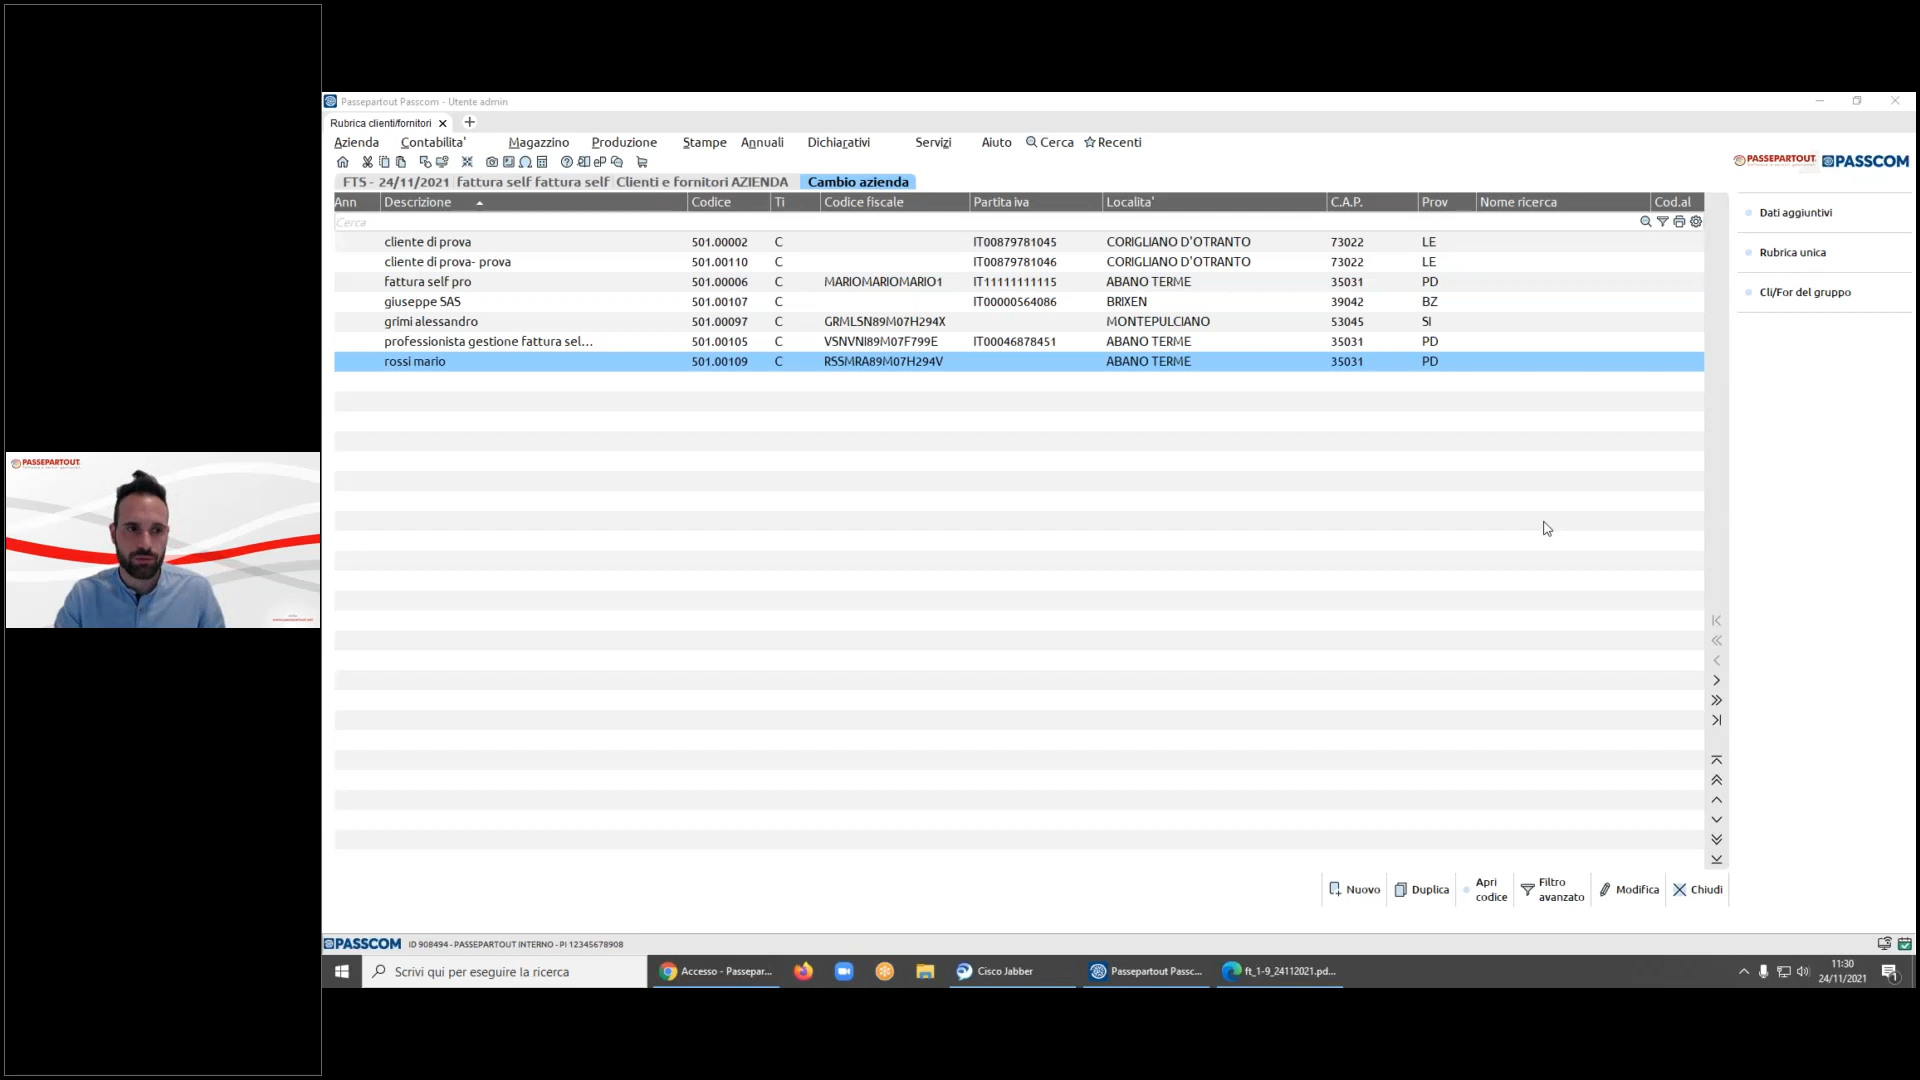 Passepartout Passcom - Utente admin
Rubrica clienti/fornitori
Azienda Contabilita' Magazzino Produzione Stampe Annuali Dichiarativi Servizi Aiuto Cerca Recenti
PASSEPARTOUT PASSCOM
FTS - 24/11/2021 fattura self fattura self Clienti e fornitori AZIENDA Cambio azienda
Ann Descrizione Codice Ti Codice fiscale Partita iva Localita' C.A.P. Prov Nome ricerca Cod.al
Cerca
cliente di prova 501.00002 C IT00879781045 CORIGLIANO D'OTRANTO 73022 LE
cliente di prova- prova 501.00110 C IT00879781046 CORIGLIANO D'OTRANTO 73022 LE
fattura self pro 501.00006 C MARIOMARIOMARIO1 IT11111111115 ABANO TERME 35031 PD
giuseppe SAS 501.00107 C IT00000564086 BRIXEN 39042 BZ
grimi alessandro 501.00097 C GRMLSN89M07H294X MONTEPULCIANO 53045 SI
professionista gestione fattura sel... 501.00105 C VSNVNI89M07F799E IT00046878451 ABANO TERME 35031 PD
rossi mario 501.00109 C RSSMRA89M07H294V ABANO TERME 35031 PD
Dati aggiuntivi
Rubrica unica
Cli/For del gruppo
PASSEPARTOUT
Nuovo Duplica Apri codice Filtro avanzato Modifica Chiudi
PASSCOM ID 908494 - PASSEPARTOUT INTERNO - PI 12345678908
Scrivi qui per eseguire la ricerca
Accesso - Passepar...
Cisco Jabber
Passepartout Passc...
ft_1-9_24112021.pd...
11:30
24/11/2021
1